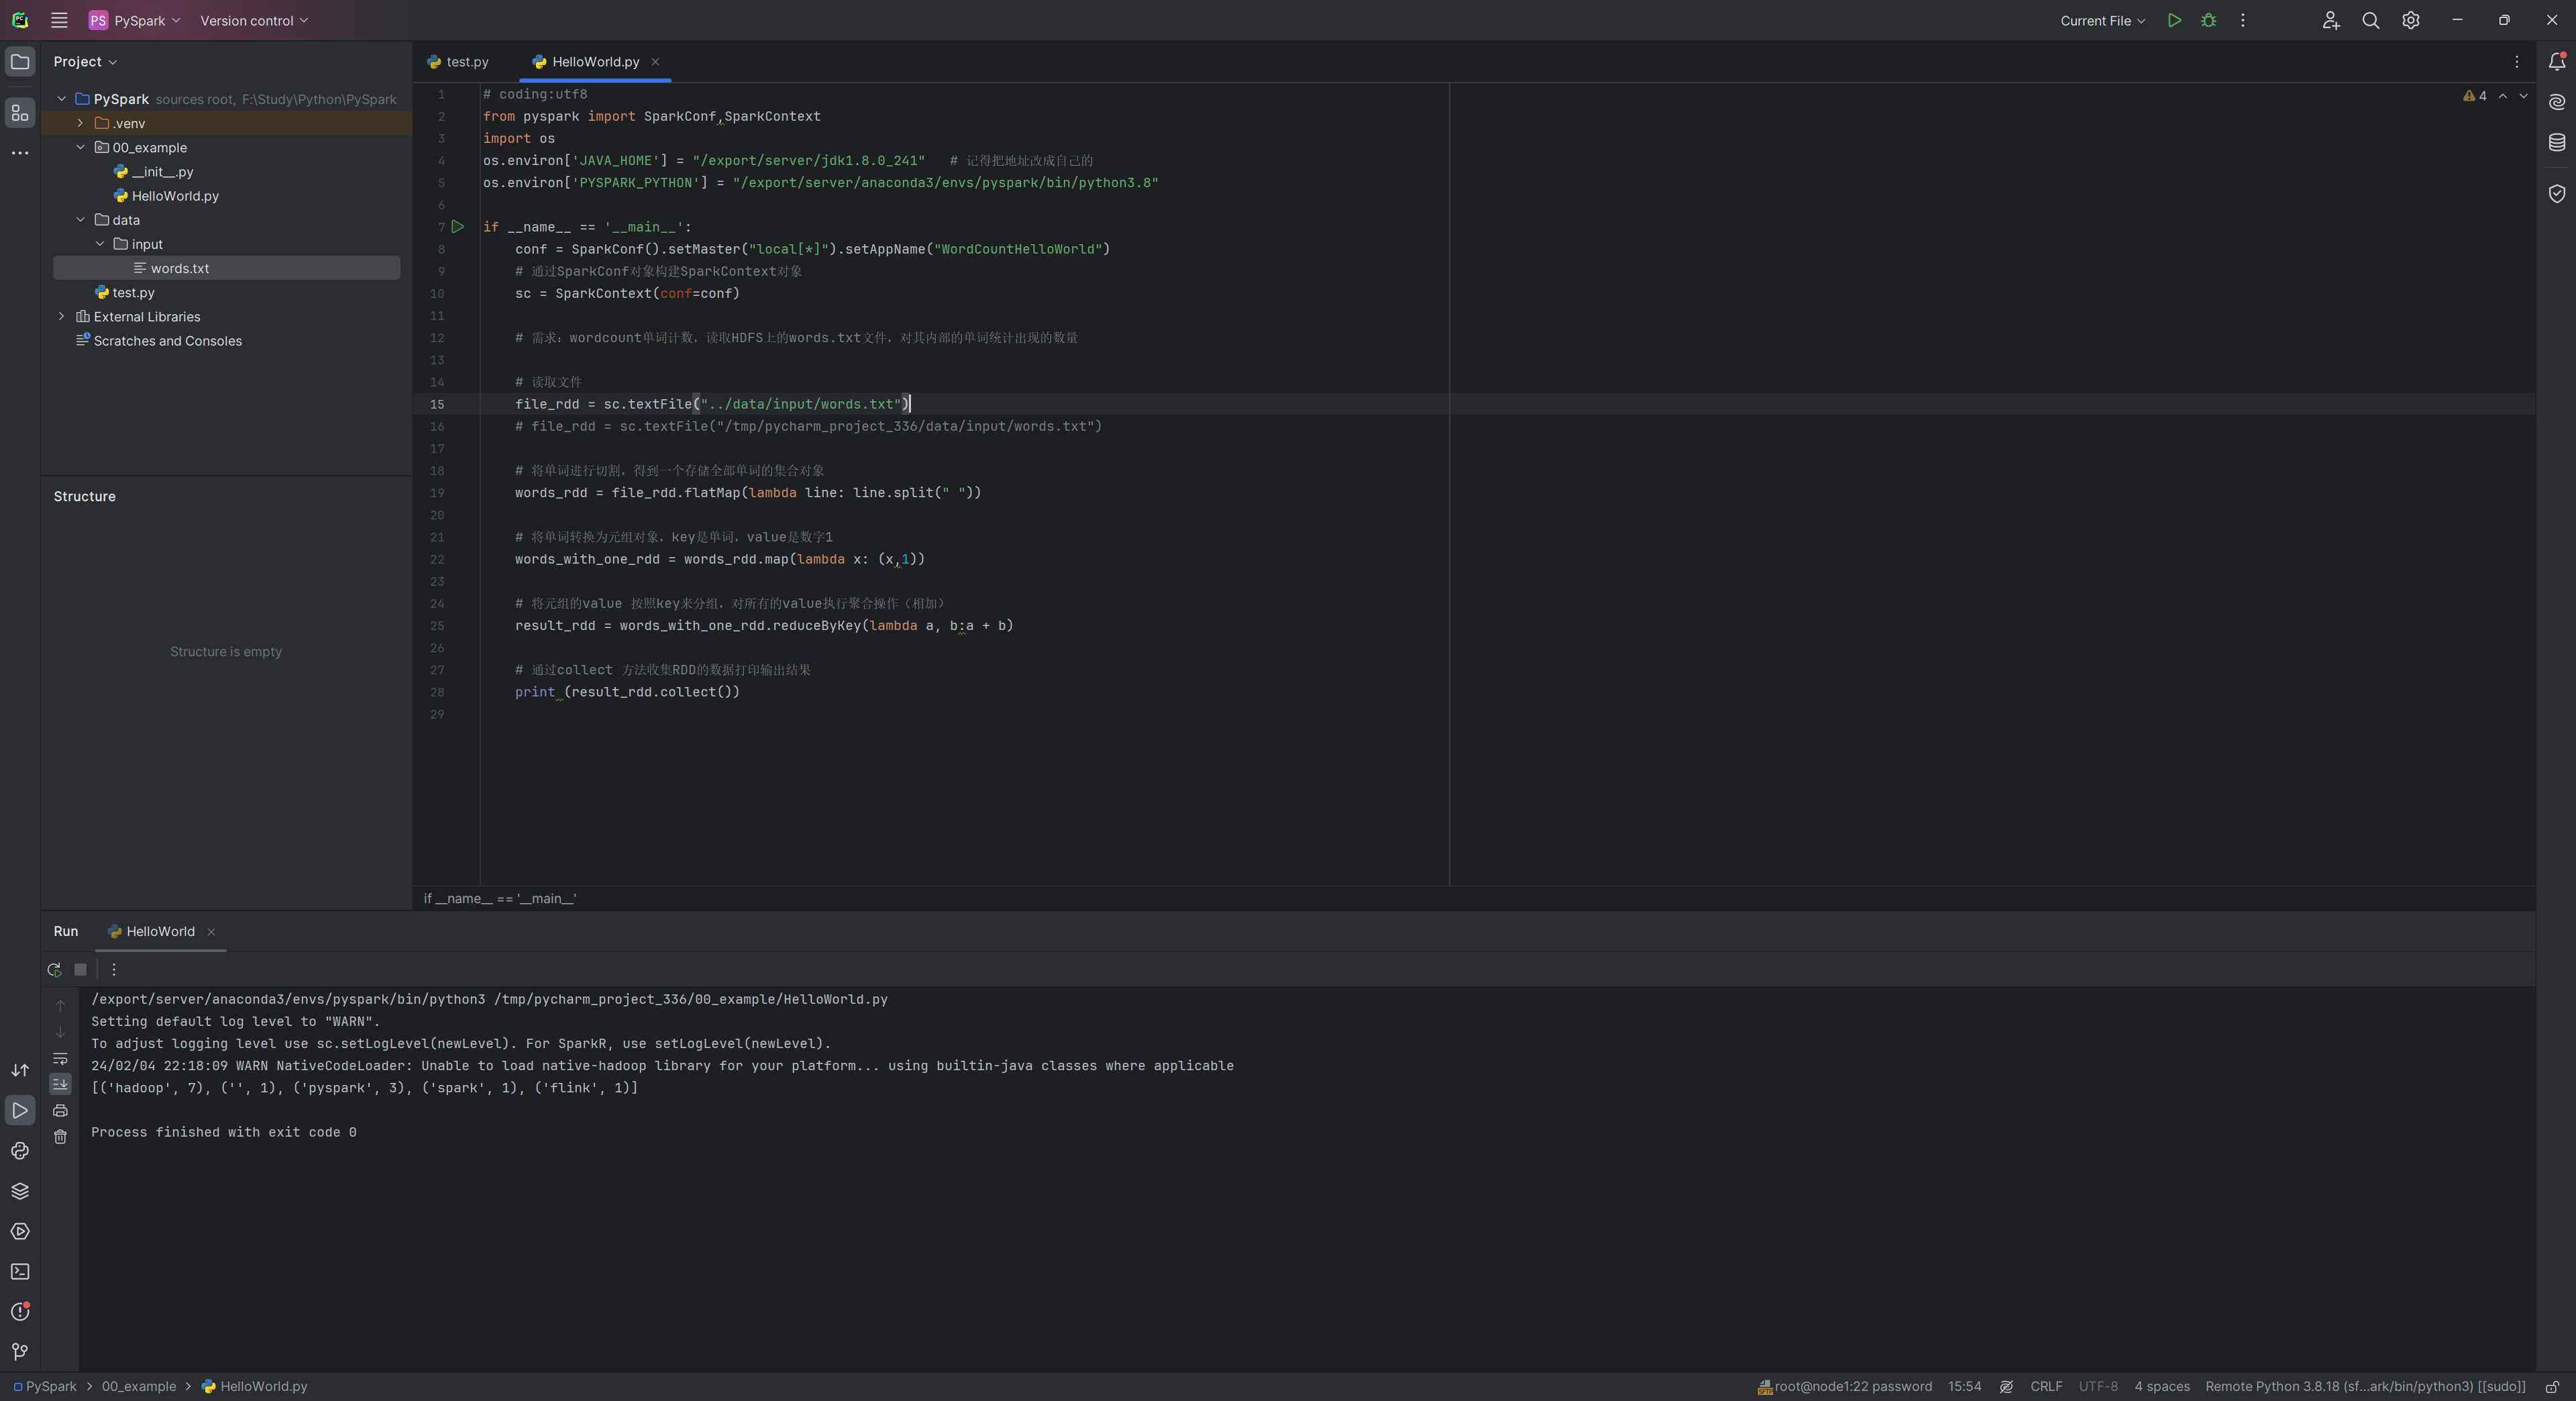 PS PySpark Version control Current File
Project
PySpark sources root, F:\Study\Python\PySpark
.venv
00_example
__init__.py
HelloWorld.py
data
input
words.txt
test.py
External Libraries
Scratches and Consoles
Structure
Structure is empty
test.py HelloWorld.py
4
1 # coding:utf8
2 from pyspark import SparkConf,SparkContext
3 import os
4 os.environ['JAVA_HOME'] = "/export/server/jdk1.8.0_241" # 记得把地址改成自己的
5 os.environ['PYSPARK_PYTHON'] = "/export/server/anaconda3/envs/pyspark/bin/python3.8"
6
7 if __name__ == '__main__':
8 conf = SparkConf().setMaster("local[*]").setAppName("WordCountHelloWorld")
9 # 通过SparkConf对象构建SparkContext对象
10 sc = SparkContext(conf=conf)
11
12 # 需求：wordcount单词计数，读取HDFS上的words.txt文件，对其内部的单词统计出现的数量
13
14 # 读取文件
15 file_rdd = sc.textFile("../data/input/words.txt")
16 # file_rdd = sc.textFile("/tmp/pycharm_project_336/data/input/words.txt")
17
18 # 将单词进行切割，得到一个存储全部单词的集合对象
19 words_rdd = file_rdd.flatMap(lambda line: line.split(" "))
20
21 # 将单词转换为元组对象，key是单词，value是数字1
22 words_with_one_rdd = words_rdd.map(lambda x: (x,1))
23
24 # 将元组的value 按照key来分组，对所有的value执行聚合操作（相加）
25 result_rdd = words_with_one_rdd.reduceByKey(lambda a, b:a + b)
26
27 # 通过collect 方法收集RDD的数据打印输出结果
28 print (result_rdd.collect())
29
if __name__ == '__main__'
Run HelloWorld
/export/server/anaconda3/envs/pyspark/bin/python3 /tmp/pycharm_project_336/00_example/HelloWorld.py
Setting default log level to "WARN".
To adjust logging level use sc.setLogLevel(newLevel). For SparkR, use setLogLevel(newLevel).
24/02/04 22:18:09 WARN NativeCodeLoader: Unable to load native-hadoop library for your platform... using builtin-java classes where applicable
[('hadoop', 7), ('', 1), ('pyspark', 3), ('spark', 1), ('flink', 1)]
Process finished with exit code 0
PySpark > 00_example > HelloWorld.py root@node1:22 password 15:54 CRLF UTF-8 4 spaces Remote Python 3.8.18 (sf...ark/bin/python3) [[sudo]]